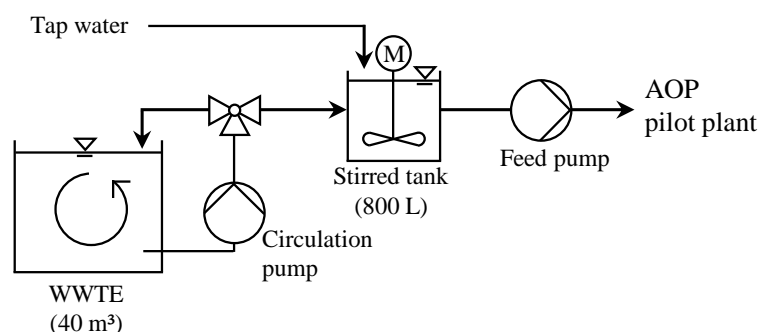 Tap water
M
AOP
pilot plant
Feed pump
Stirred tank
(800 L)
Circulation
pump
WWTE
(40 m³)